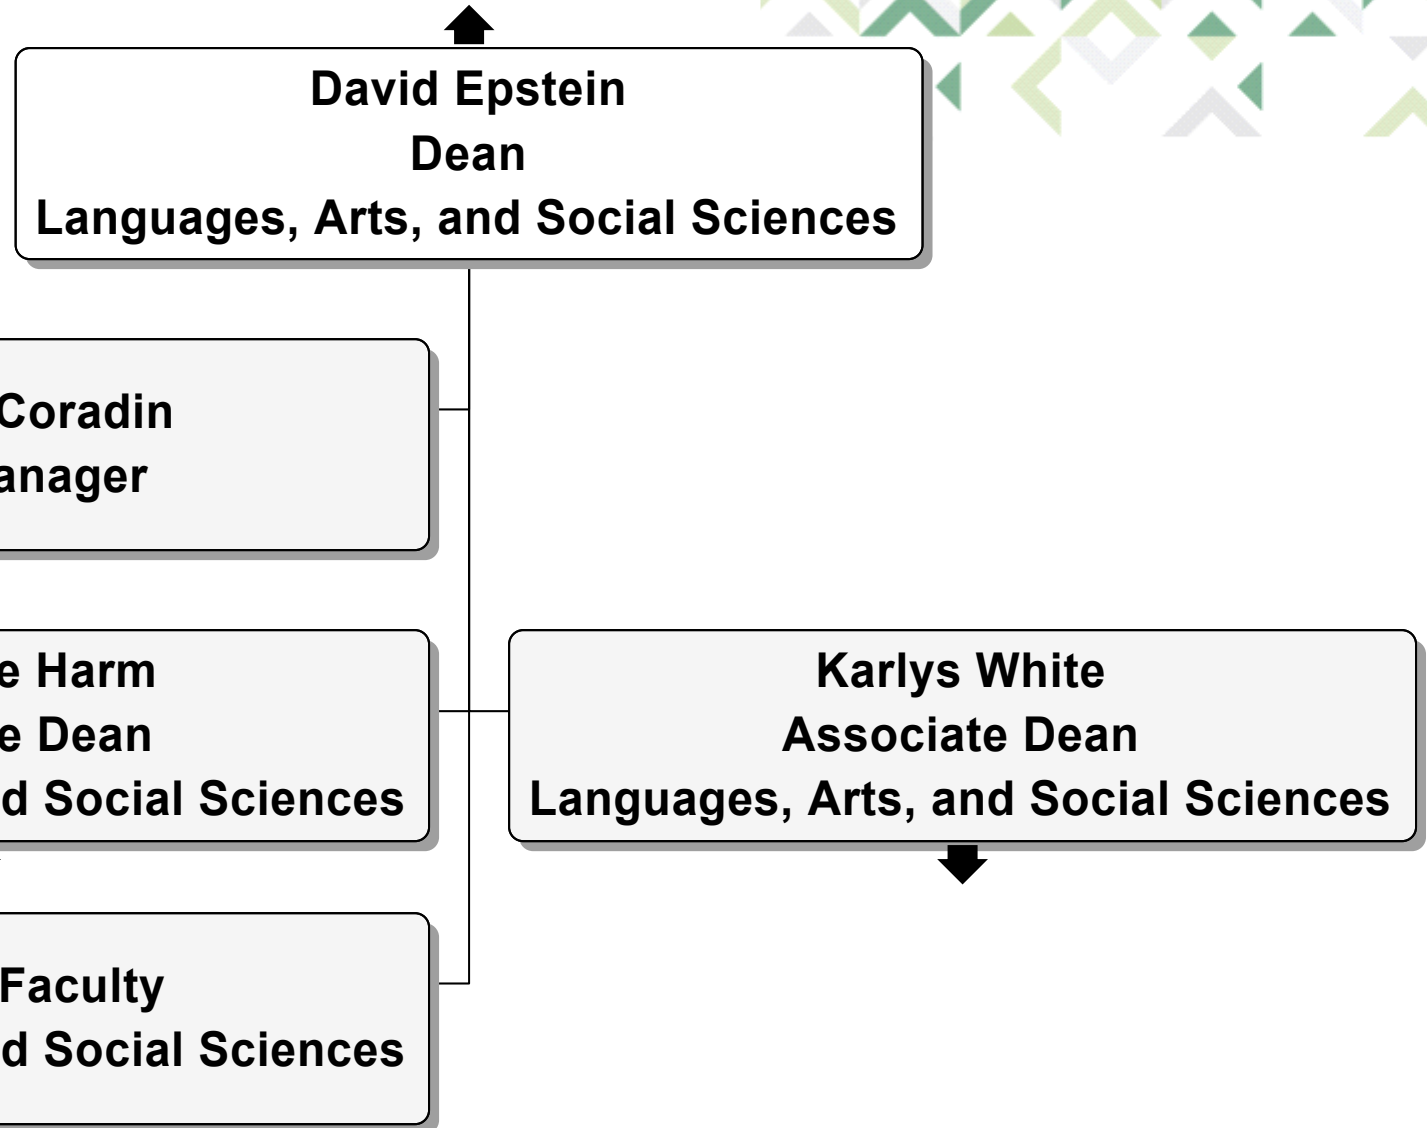 David Epstein
Dean
Languages, Arts, and Social Sciences
Coradin
Harm
Dean
Social Sciences
Karlys White
Associate Dean
Languages, Arts, and Social Sciences
Faculty
Social Sciences